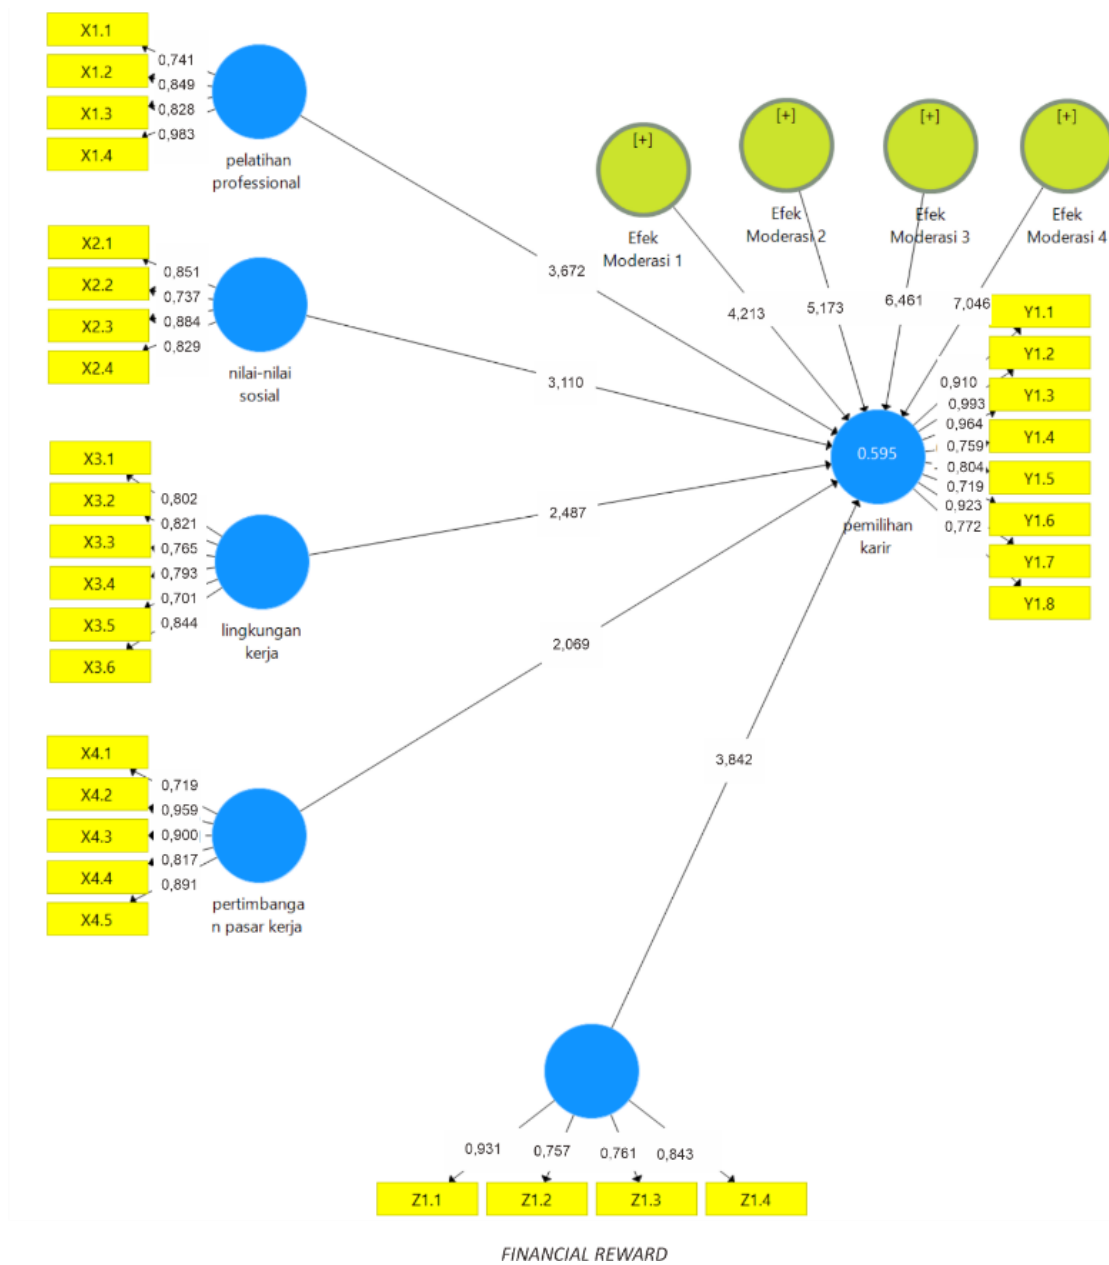 X1.1
0,741
X1.2
0,849
X1.3
0,828
0,983
X1.4
pelatihan
professional
[+]
[+]
[+]
[+]
Efek
Moderasi 1
Efek
Moderasi 2
Efek
Moderasi 3
Efek
Moderasi 4
X2.1
0,851
X2.2
0,737
X2.3
0,884
0,829
X2.4
nilai-nilai
sosial
3,672
3,110
2,487
2,069
3,842
4,213
5,173
6,461
7,046
0.595
pemilihan
karir
Y1.1
Y1.2
Y1.3
Y1.4
Y1.5
Y1.6
Y1.7
Y1.8
0,910
0,993
0,964
0,759
0,804
0,719
0,923
0,772
X3.1
0,802
X3.2
0,821
X3.3
0,765
X3.4
0,793
X3.5
0,701
0,844
X3.6
lingkungan
kerja
X4.1
0,719
X4.2
0,959
X4.3
0,900
X4.4
0,817
0,891
X4.5
pertimbanga
n pasar kerja
0,931
0,757
0,761
0,843
Z1.1
Z1.2
Z1.3
Z1.4
FINANCIAL REWARD